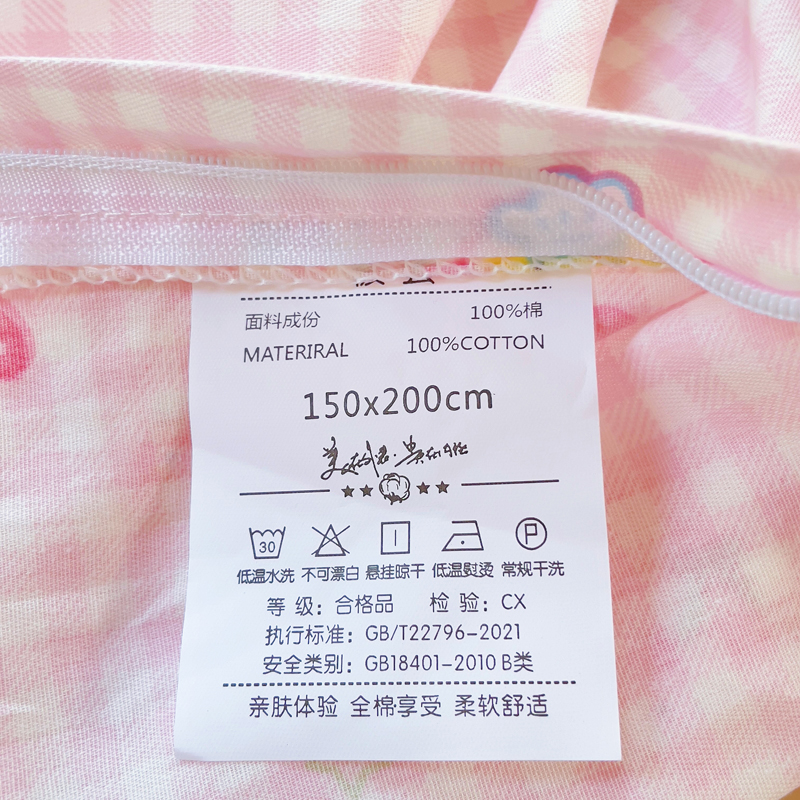 面料成份 100%棉
MATERIRAL 100%COTTON
150x200cm
30 P
低温水洗 不可漂白 悬挂晾干 低温熨烫 常规干洗
等 级：合格品 检 验：CX
执行标准：GB/T22796-2021
安全类别：GB18401-2010 B类
亲肤体验 全棉享受 柔软舒适